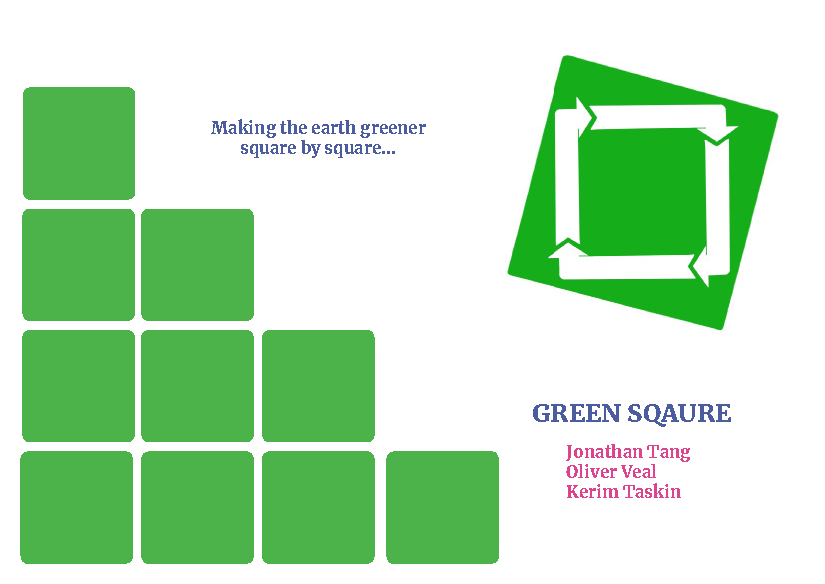 Making the earth greener
square by square...
GREEN SQAURE
Jonathan Tang
Oliver Veal
Kerim Taskin